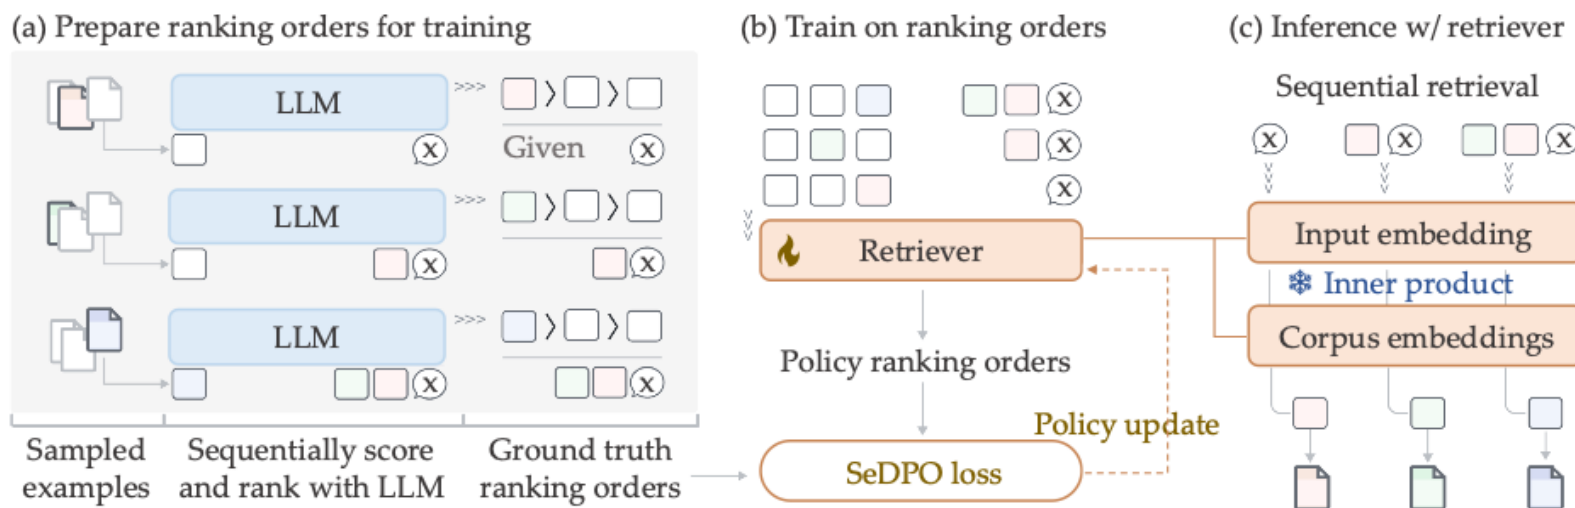 (a) Prepare ranking orders for training
(b) Train on ranking orders
(c) Inference w/ retriever
LLM
>>>
x
Given
x
LLM
>>>
x
x
LLM
>>>
x
x
Sampled
examples
Sequentially score
and rank with LLM
Ground truth
ranking orders
x
x
x
Retriever
Policy ranking orders
Policy update
SeDPO loss
Sequential retrieval
x
x
x
Input embedding
Inner product
Corpus embeddings